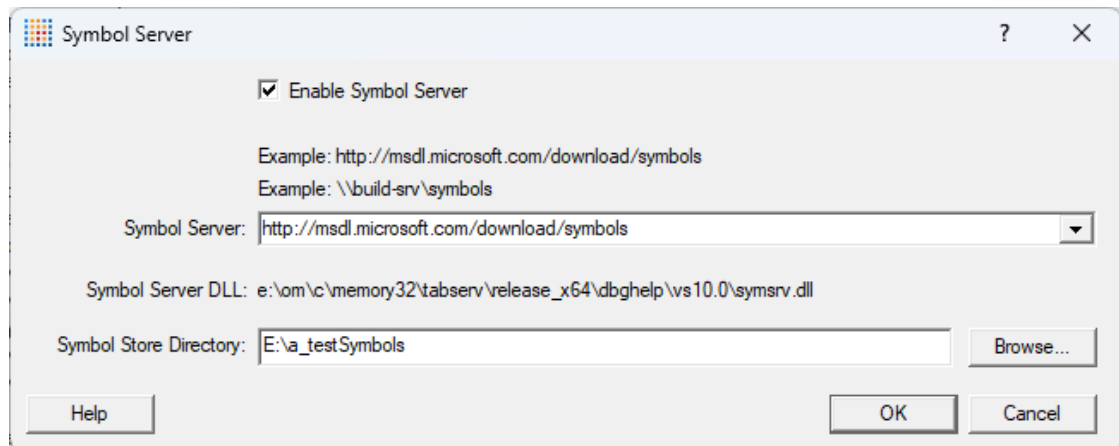 Symbol Server
?
Enable Symbol Server
Example: http://msdl.microsoft.com/download/symbols
Example: \\build-srv\symbols
Symbol Server: http://msdl.microsoft.com/download/symbols
Symbol Server DLL: e:\om\c\memory32\tabserv\release_x64\dbghelp\vs10.0\symsrv.dll
Symbol Store Directory: E:\a_testSymbols Browse...
Help OK Cancel